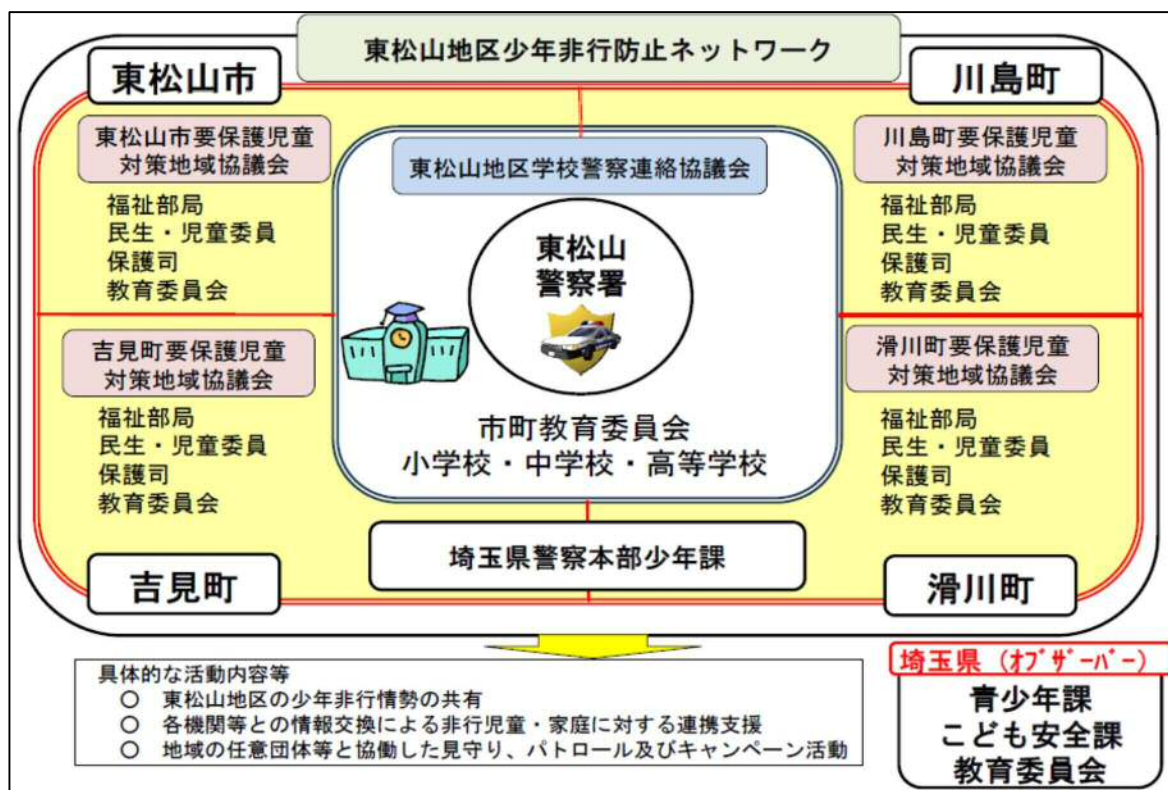 東松山地区少年非行防止ネットワーク
東松山市
川島町
東松山市要保護児童
対策地域協議会
福祉部局
民生・児童委員
保護司
教育委員会
東松山地区学校警察連絡協議会
東松山
警察署
市町教育委員会
小学校・中学校・高等学校
川島町要保護児童
対策地域協議会
福祉部局
民生・児童委員
保護司
教育委員会
吉見町要保護児童
対策地域協議会
福祉部局
民生・児童委員
保護司
教育委員会
滑川町要保護児童
対策地域協議会
福祉部局
民生・児童委員
保護司
教育委員会
埼玉県警察本部少年課
吉見町
滑川町
具体的な活動内容等
○ 東松山地区の少年非行情勢の共有
○ 各機関等との情報交換による非行児童・家庭に対する連携支援
○ 地域の任意団体等と協働した見守り、パトロール及びキャンペーン活動
埼玉県（ｵﾌﾞｻﾞｰﾊﾞｰ）
青少年課
こども安全課
教育委員会